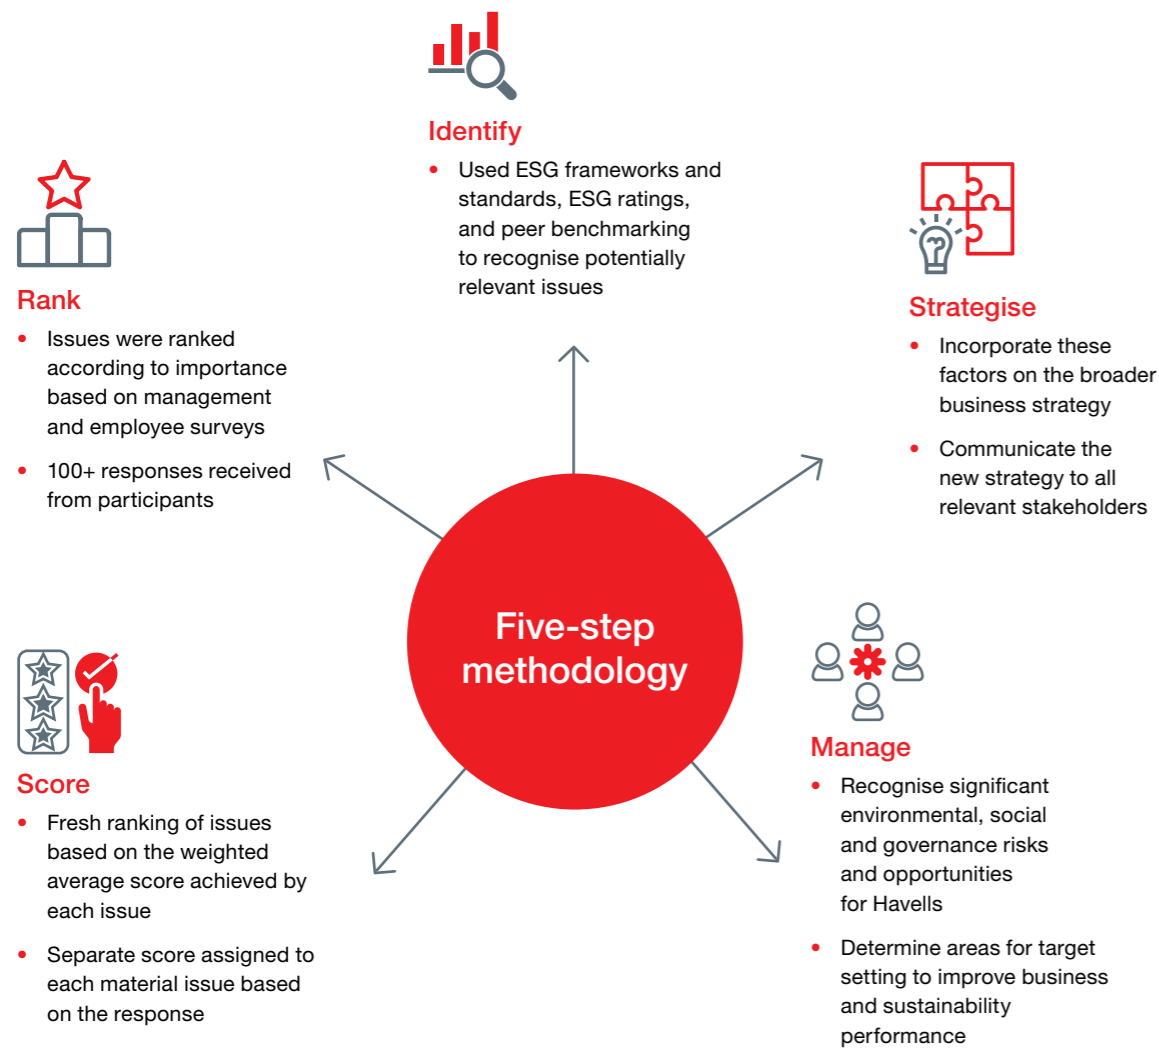 Identify
• Used ESG frameworks and
standards, ESG ratings,
and peer benchmarking
to recognise potentially
relevant issues
Rank
• Issues were ranked
according to importance
based on management
and employee surveys
• 100+ responses received
from participants
Strategise
• Incorporate these
factors on the broader
business strategy
• Communicate the
new strategy to all
relevant stakeholders
Five-step
methodology
Score
• Fresh ranking of issues
based on the weighted
average score achieved by
each issue
• Separate score assigned to
each material issue based
on the response
Manage
• Recognise significant
environmental, social
and governance risks
and opportunities
for Havells
• Determine areas for target
setting to improve business
and sustainability
performance